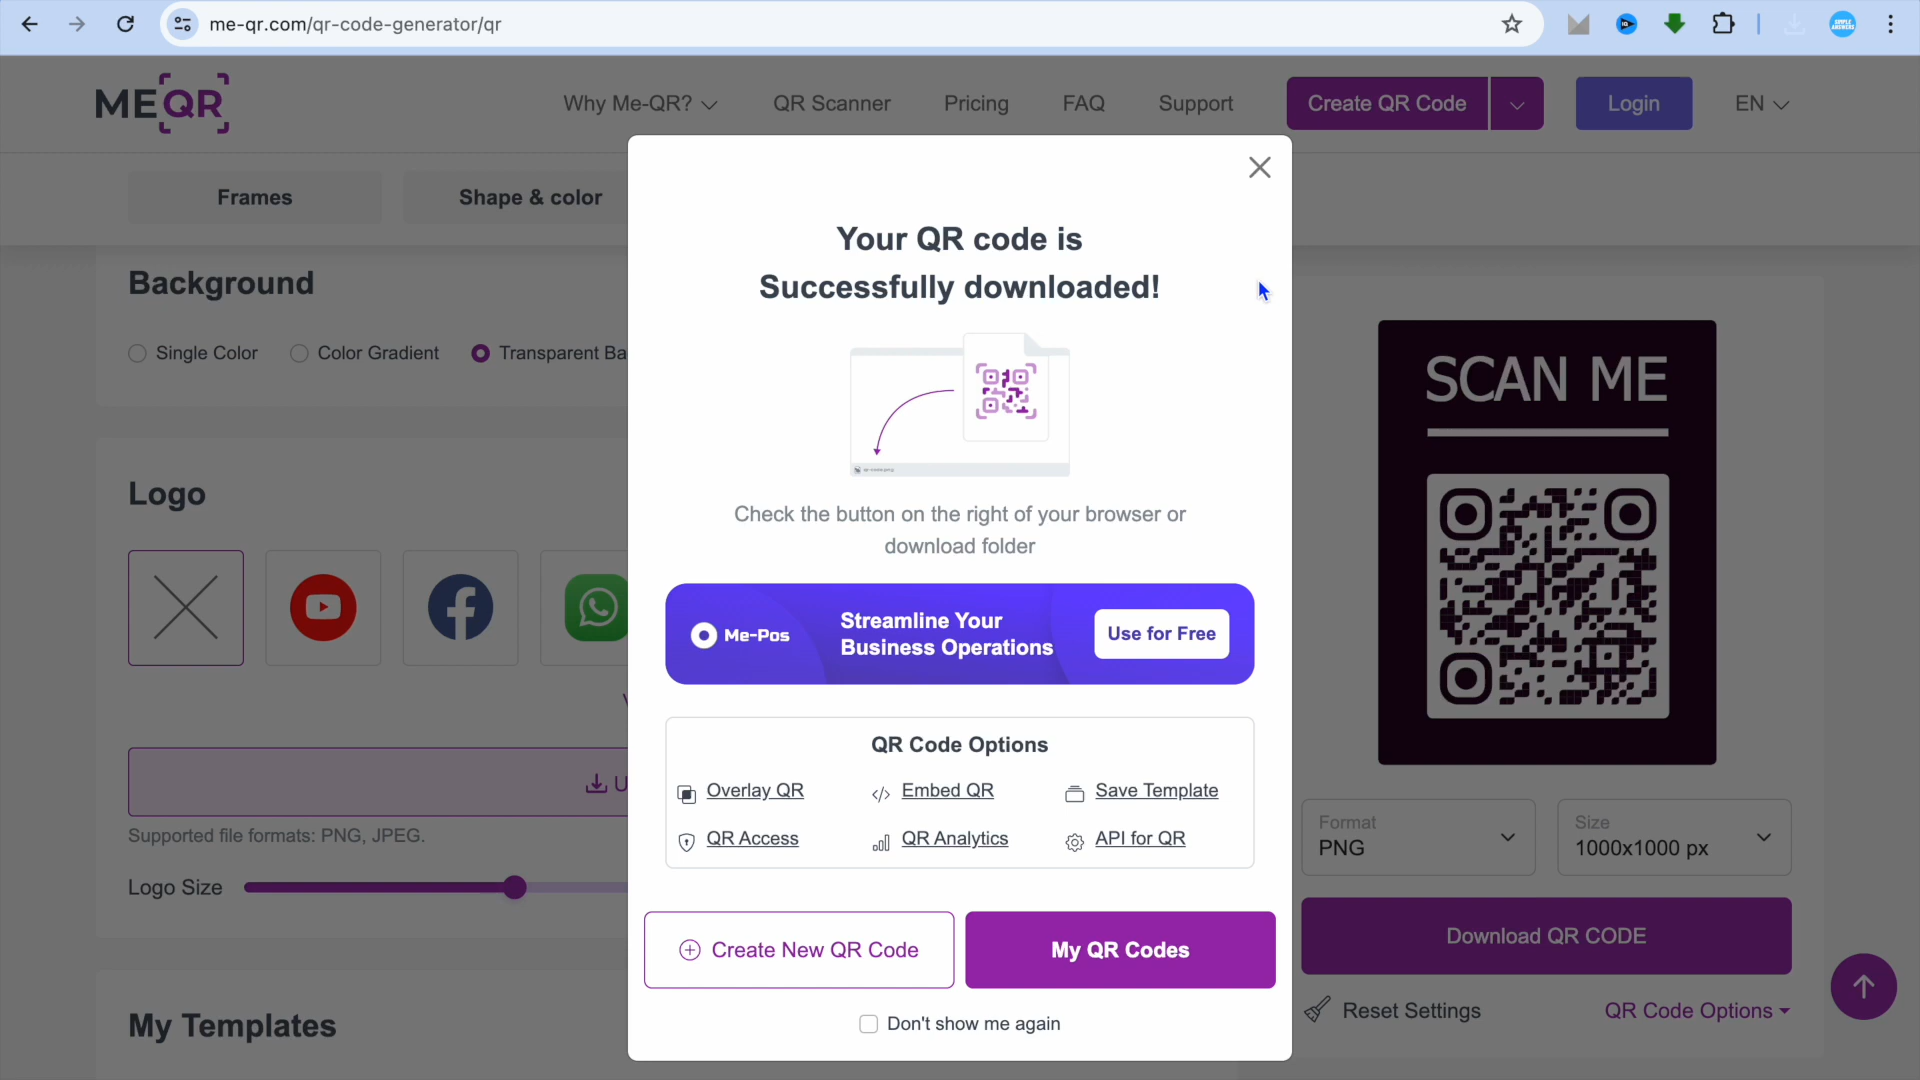 me-qr.com/qr-code-generator/qr
MEQR
Why Me-QR?
QR Scanner
Pricing
FAQ
Support
Create QR Code
Login
EN
Frames
Shape & color
Background
Single Color
Color Gradient
Transparent Ba
Logo
U
Supported file formats: PNG, JPEG.
Logo Size
My Templates
Your QR code is
Successfully downloaded!
Check the button on the right of your browser or
download folder
Me-Pos
Streamline Your
Business Operations
Use for Free
QR Code Options
Overlay QR
Embed QR
Save Template
QR Access
QR Analytics
API for QR
Create New QR Code
My QR Codes
Don't show me again
SCAN ME
Format
PNG
Size
1000x1000 px
Download QR CODE
Reset Settings
QR Code Options